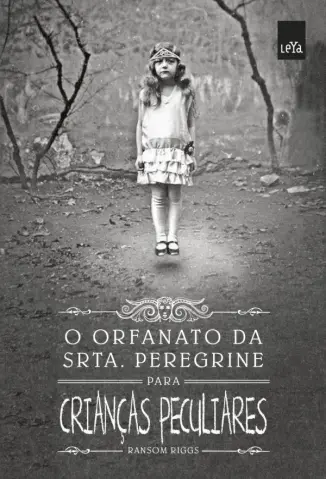 LeYa
O ORFANATO DA
SRTA. PEREGRINE
PARA
CRIANÇAS PECULIARES
RANSOM RIGGS